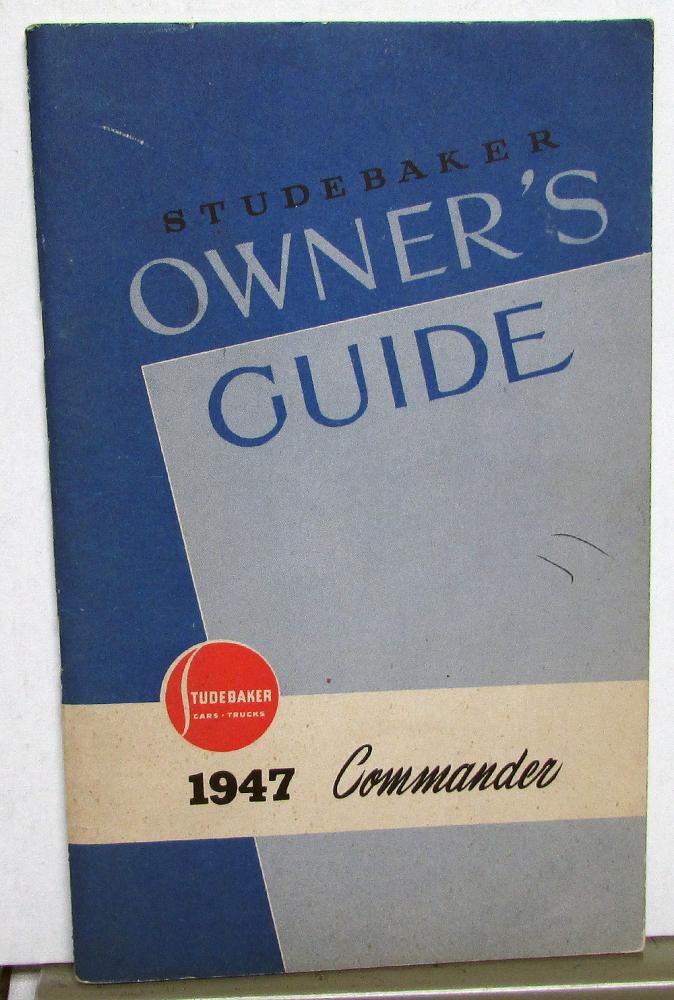 STUDEBAKER
OWNER'S
GUIDE
STUDEBAKER
CARS - TRUCKS
1947 Commander